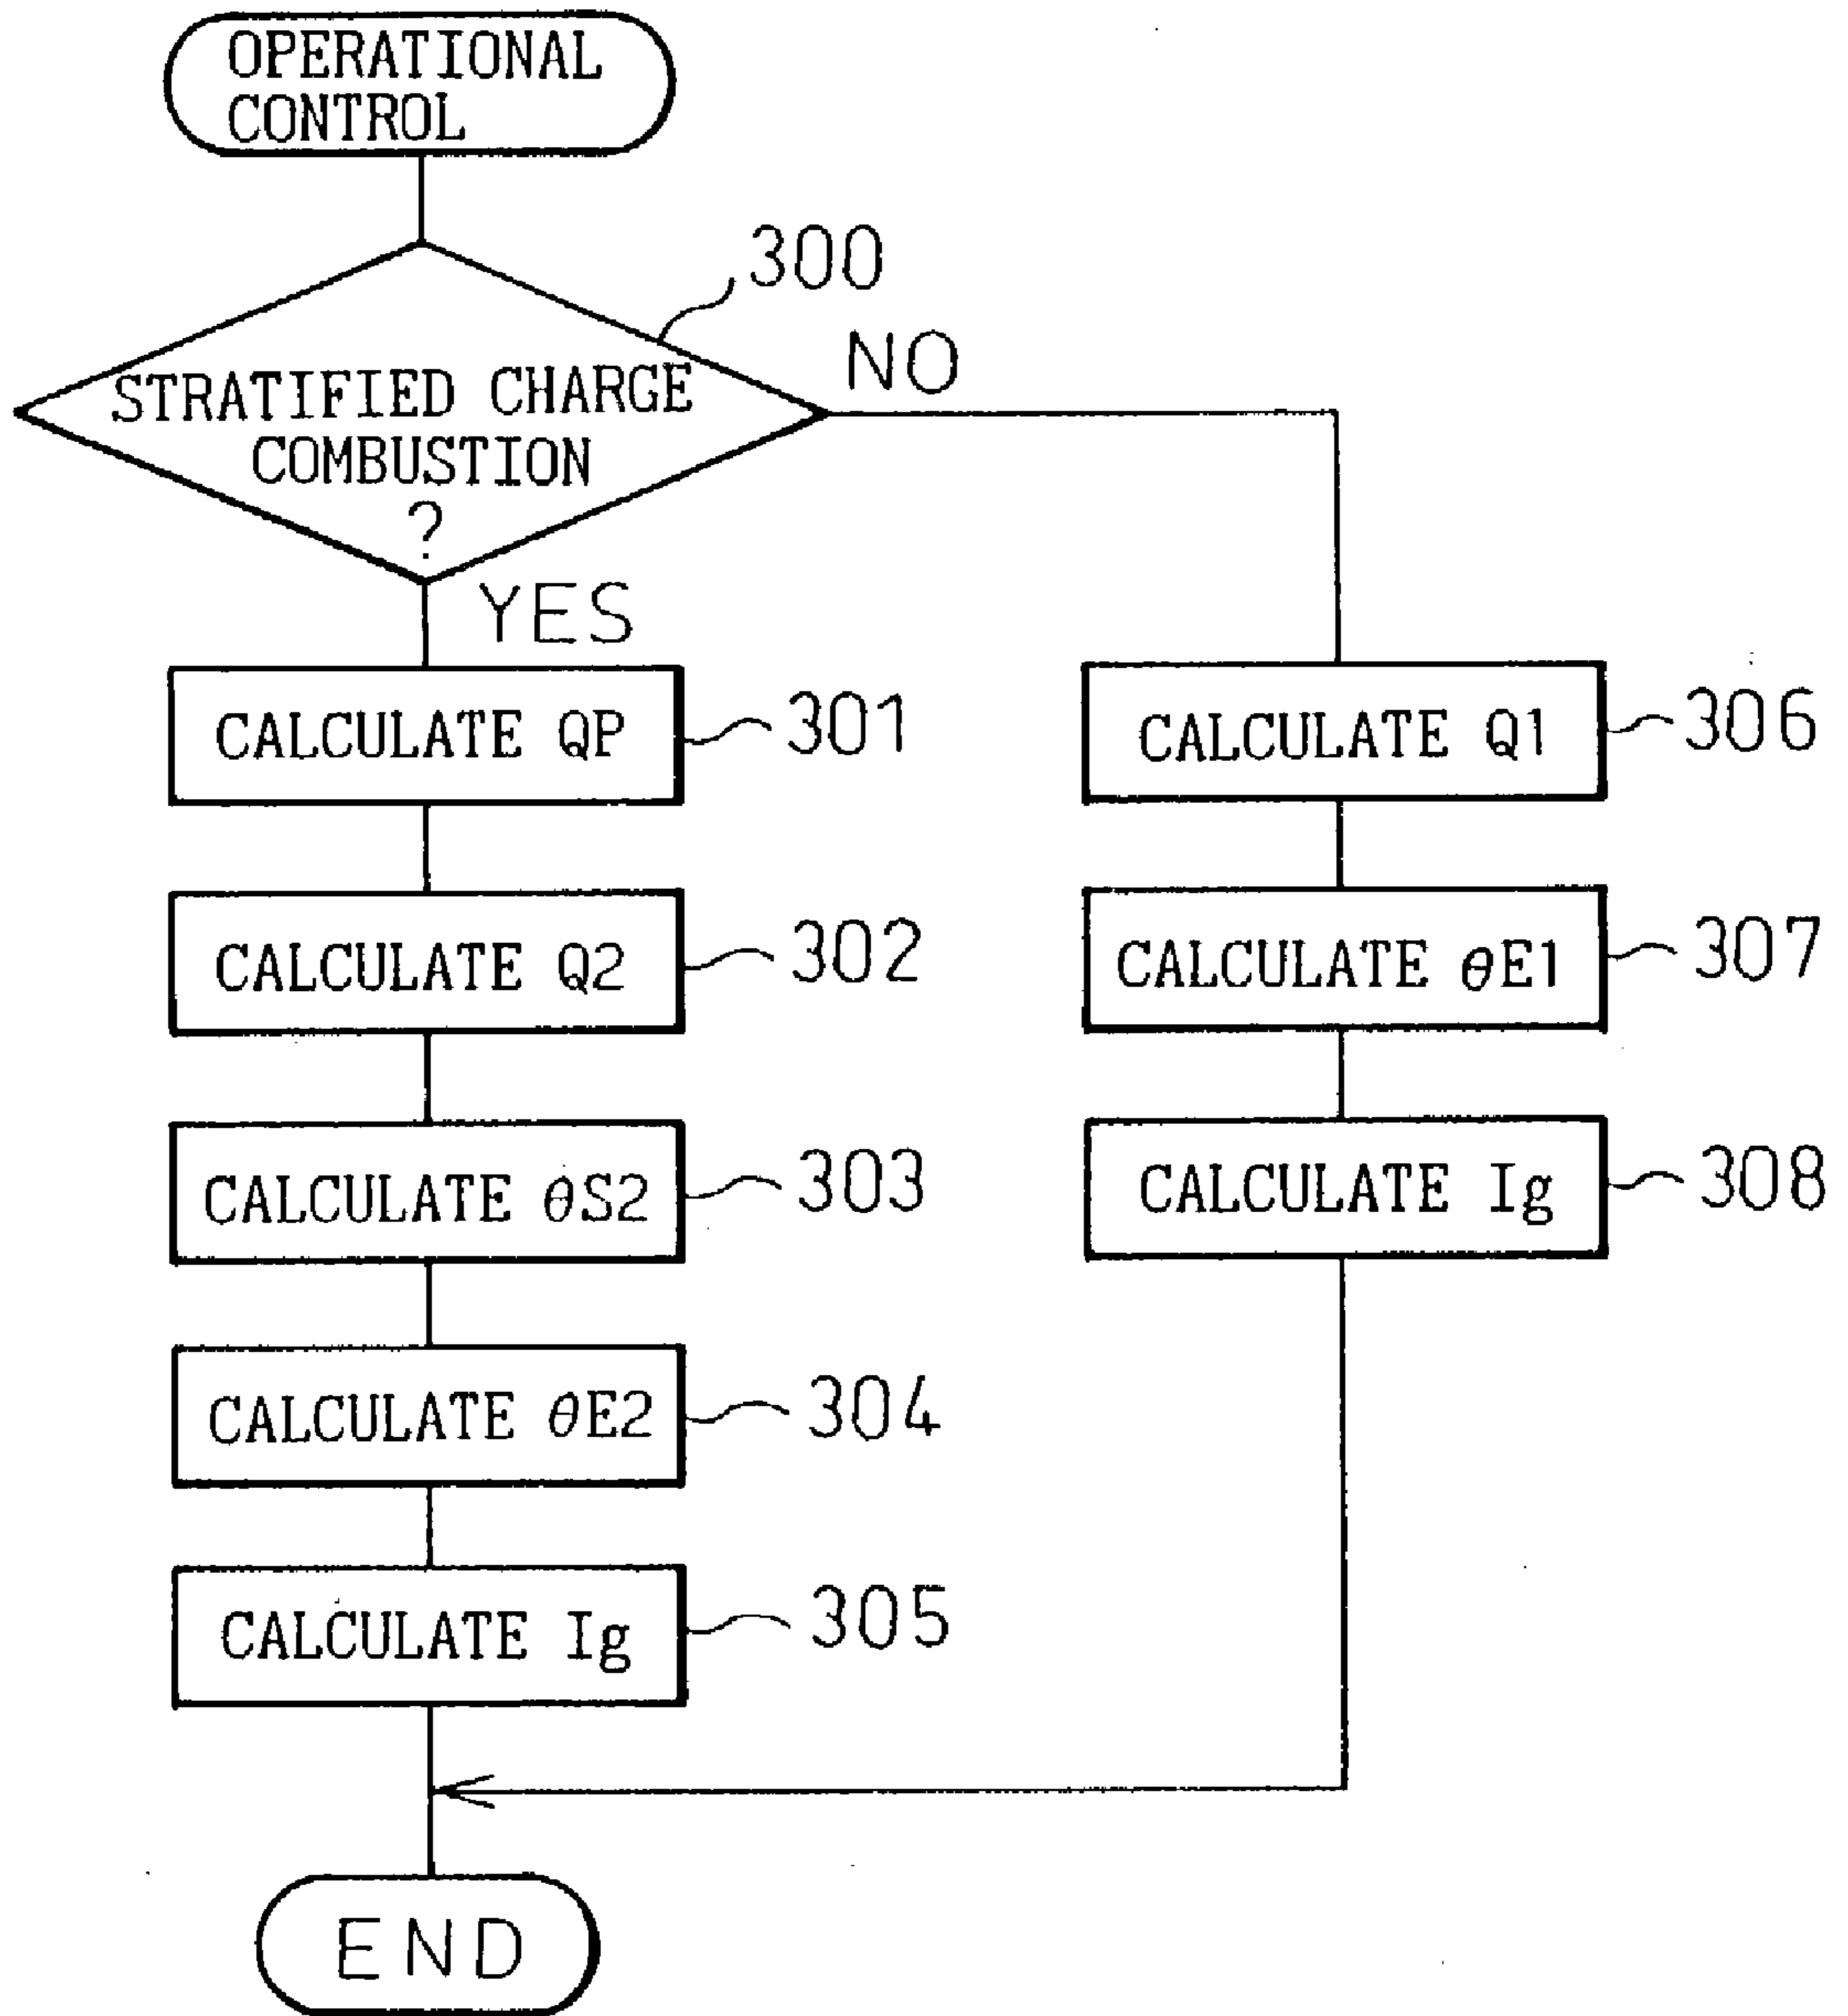 OPERATIONAL
CONTROL
300
NO
STRATIFIED CHARGE
COMBUSTION
?
YES
CALCULATE QP
301
CALCULATE Q2
302
CALCULATE θS2
303
CALCULATE θE2
304
CALCULATE Ig
305
CALCULATE Q1
306
CALCULATE θE1
307
CALCULATE Ig
308
END